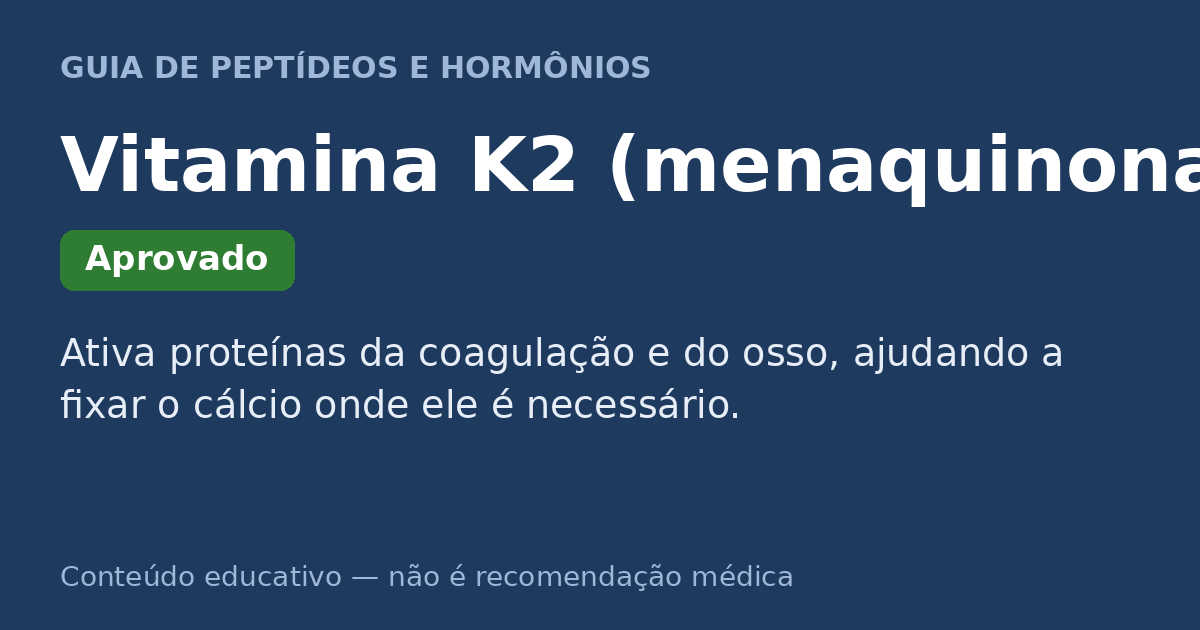 GUIA DE PEPTÍDEOS E HORMÔNIOS
Vitamina K2 (menaquinona
Aprovado
Ativa proteínas da coagulação e do osso, ajudando a
fixar o cálcio onde ele é necessário.
Conteúdo educativo — não é recomendação médica